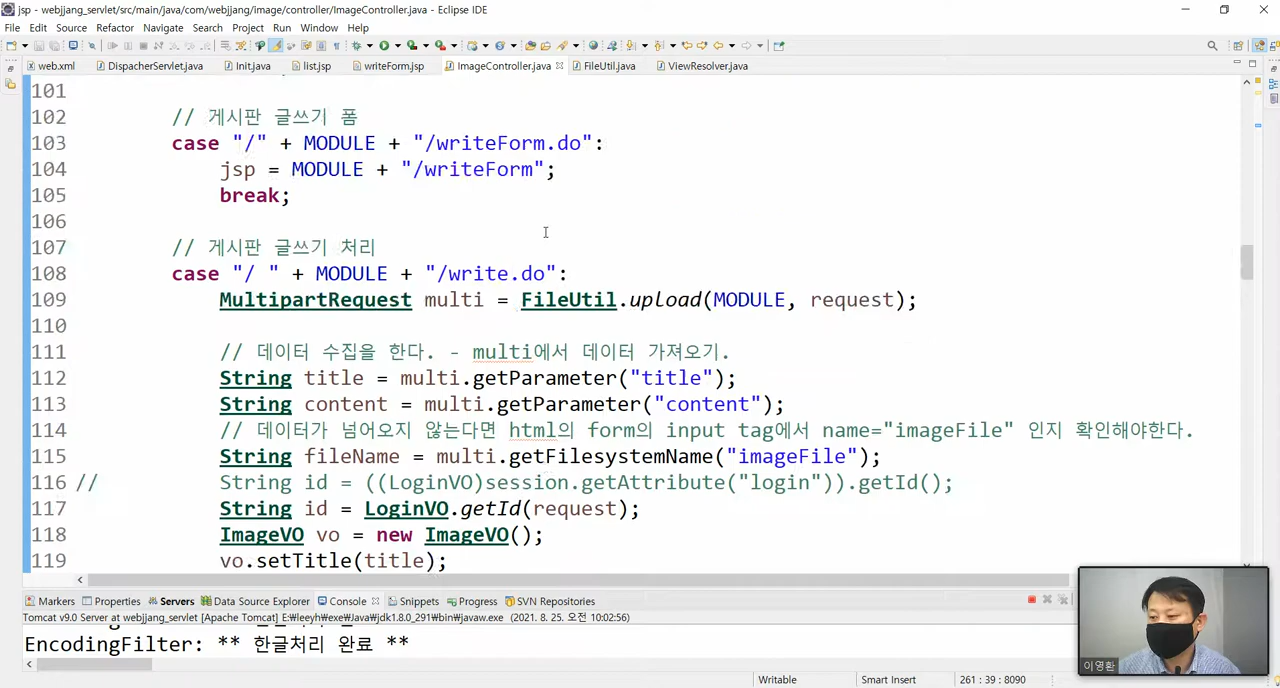 jsp - webjjang_servlet/src/main/java/com/webjjang/image/controller/ImageController.java - Eclipse IDE
File Edit Source Refactor Navigate Search Project Run Window Help
web.xml DispacherServlet.java Init.java list.jsp writeForm.jsp ImageController.java FileUtil.java ViewResolver.java
101
102 // 게시판 글쓰기 폼
103 case "/" + MODULE + "/writeForm.do":
104 jsp = MODULE + "/writeForm";
105 break;
106
107 // 게시판 글쓰기 처리
108 case "/ " + MODULE + "/write.do":
109 MultipartRequest multi = FileUtil.upload(MODULE, request);
110
111 // 데이터 수집을 한다. - multi에서 데이터 가져오기.
112 String title = multi.getParameter("title");
113 String content = multi.getParameter("content");
114 // 데이터가 넘어오지 않는다면 html의 form의 input tag에서 name="imageFile" 인지 확인해야한다.
115 String fileName = multi.getFilesystemName("imageFile");
116 // String id = ((LoginVO)session.getAttribute("login")).getId();
117 String id = LoginVO.getId(request);
118 ImageVO vo = new ImageVO();
119 vo.setTitle(title);
Markers Properties Servers Data Source Explorer Console Snippets Progress SVN Repositories
Tomcat v9.0 Server at webjjang_servlet [Apache Tomcat] E:₩leeyh₩exe₩Java₩jdk1.8.0_291₩bin₩javaw.exe (2021. 8. 25. 오전 10:02:56)
EncodingFilter: ** 한글처리 완료 **
이영환
Writable Smart Insert 261 : 39 : 8090